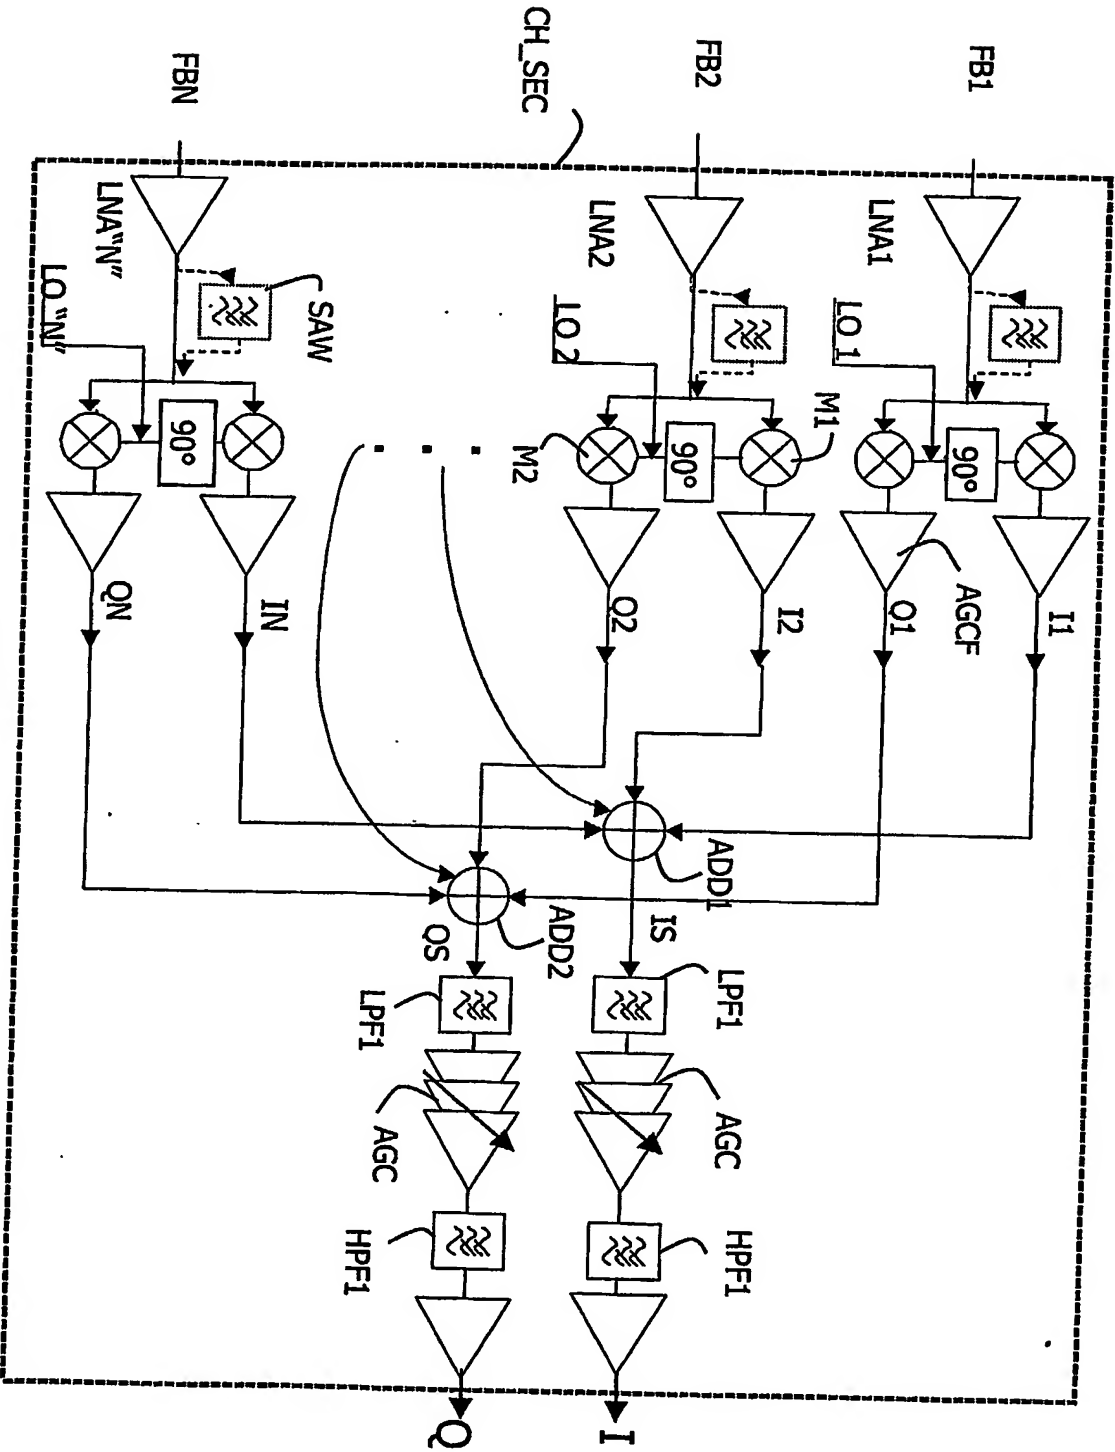 CH_SEC
FB1
FB2
FBN
LNA1
LNA2
LNA"N"
SAW
LO 1
LO 2
LO "N"
90°
90°
90°
M1
M2
AGCF
I1
Q1
I2
Q2
IN
QN
ADD1
ADD2
IS
QS
LPF1
LPF1
AGC
AGC
HPF1
HPF1
I
Q